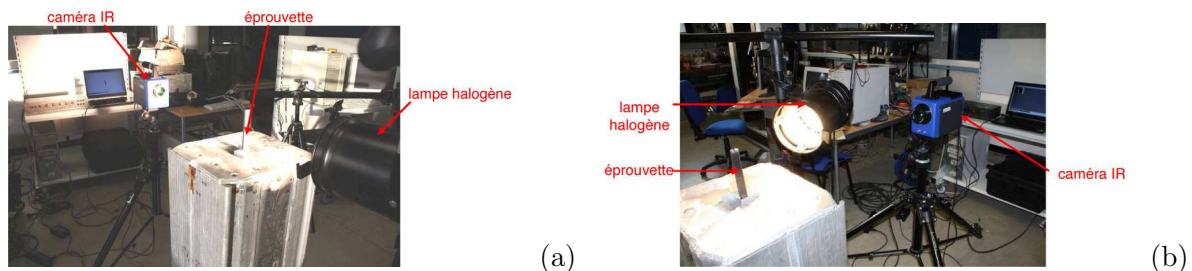 caméra IR
éprouvette
lampe halogène
(a)
lampe
halogène
éprouvette
caméra IR
(b)